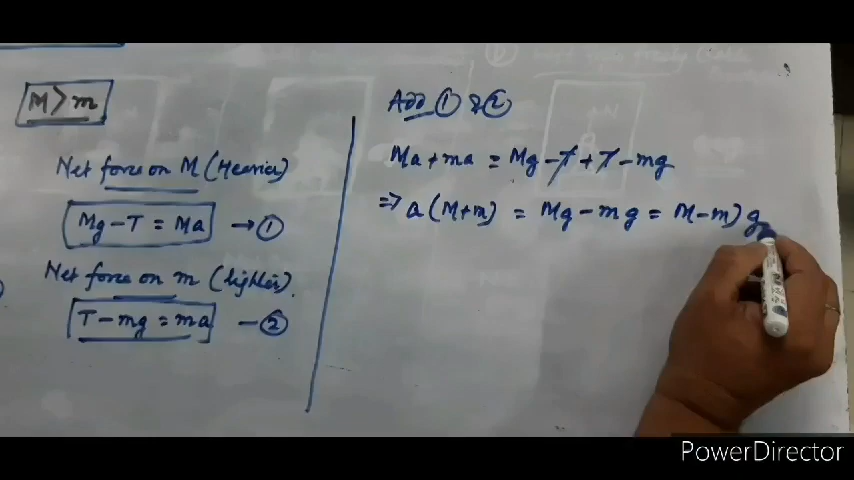 M > m
Net force on M (Heavier)
Mg - T = Ma → ①
Net force on m (lighter).
T - mg = ma - ②
Add ① & ②
Ma + ma = Mg - T + T - mg
⇒ a (M+m) = Mg - mg = M - m) g
PowerDirector